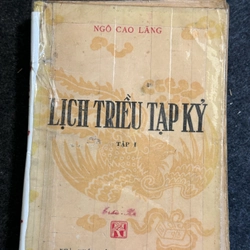 NGÔ CAO LÃNG
LỊCH TRIỀU TẠP KỶ
TẬP I